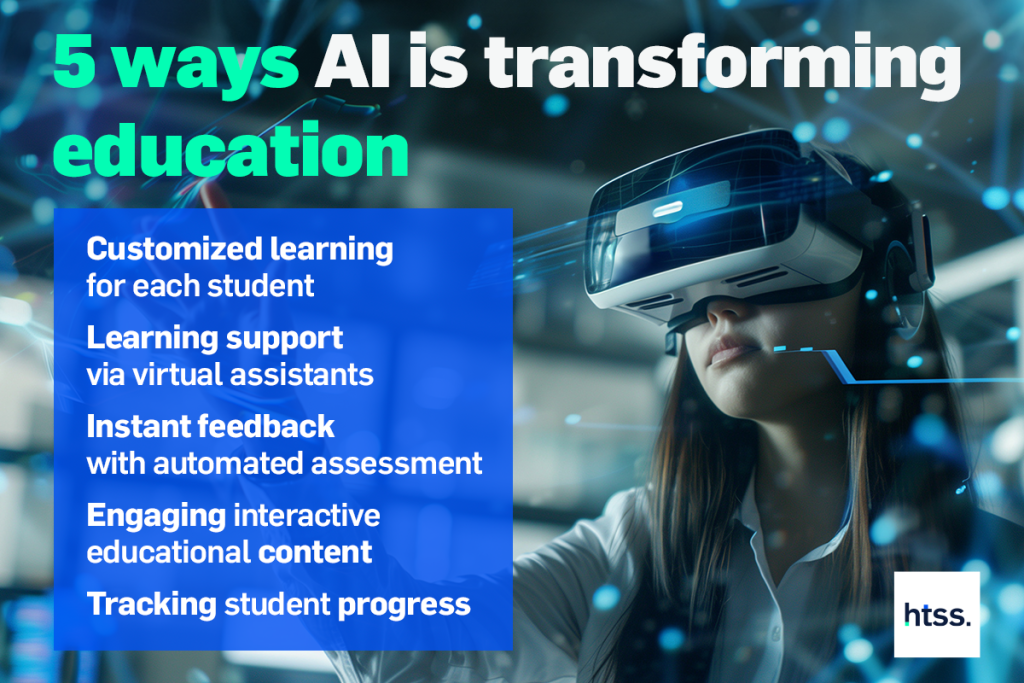 5 ways AI is transforming
education
Customized learning
for each student
Learning support
via virtual assistants
Instant feedback
with automated assessment
Engaging interactive
educational content
Tracking student progress
htss.